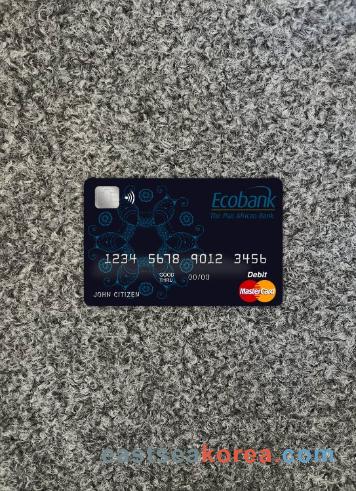 Ecobank
The Pan African Bank
1234 5678 9012 3456
GOOD
THRU 00/00
Debit
MasterCard
JOHN CITIZEN
eastseakorea.com